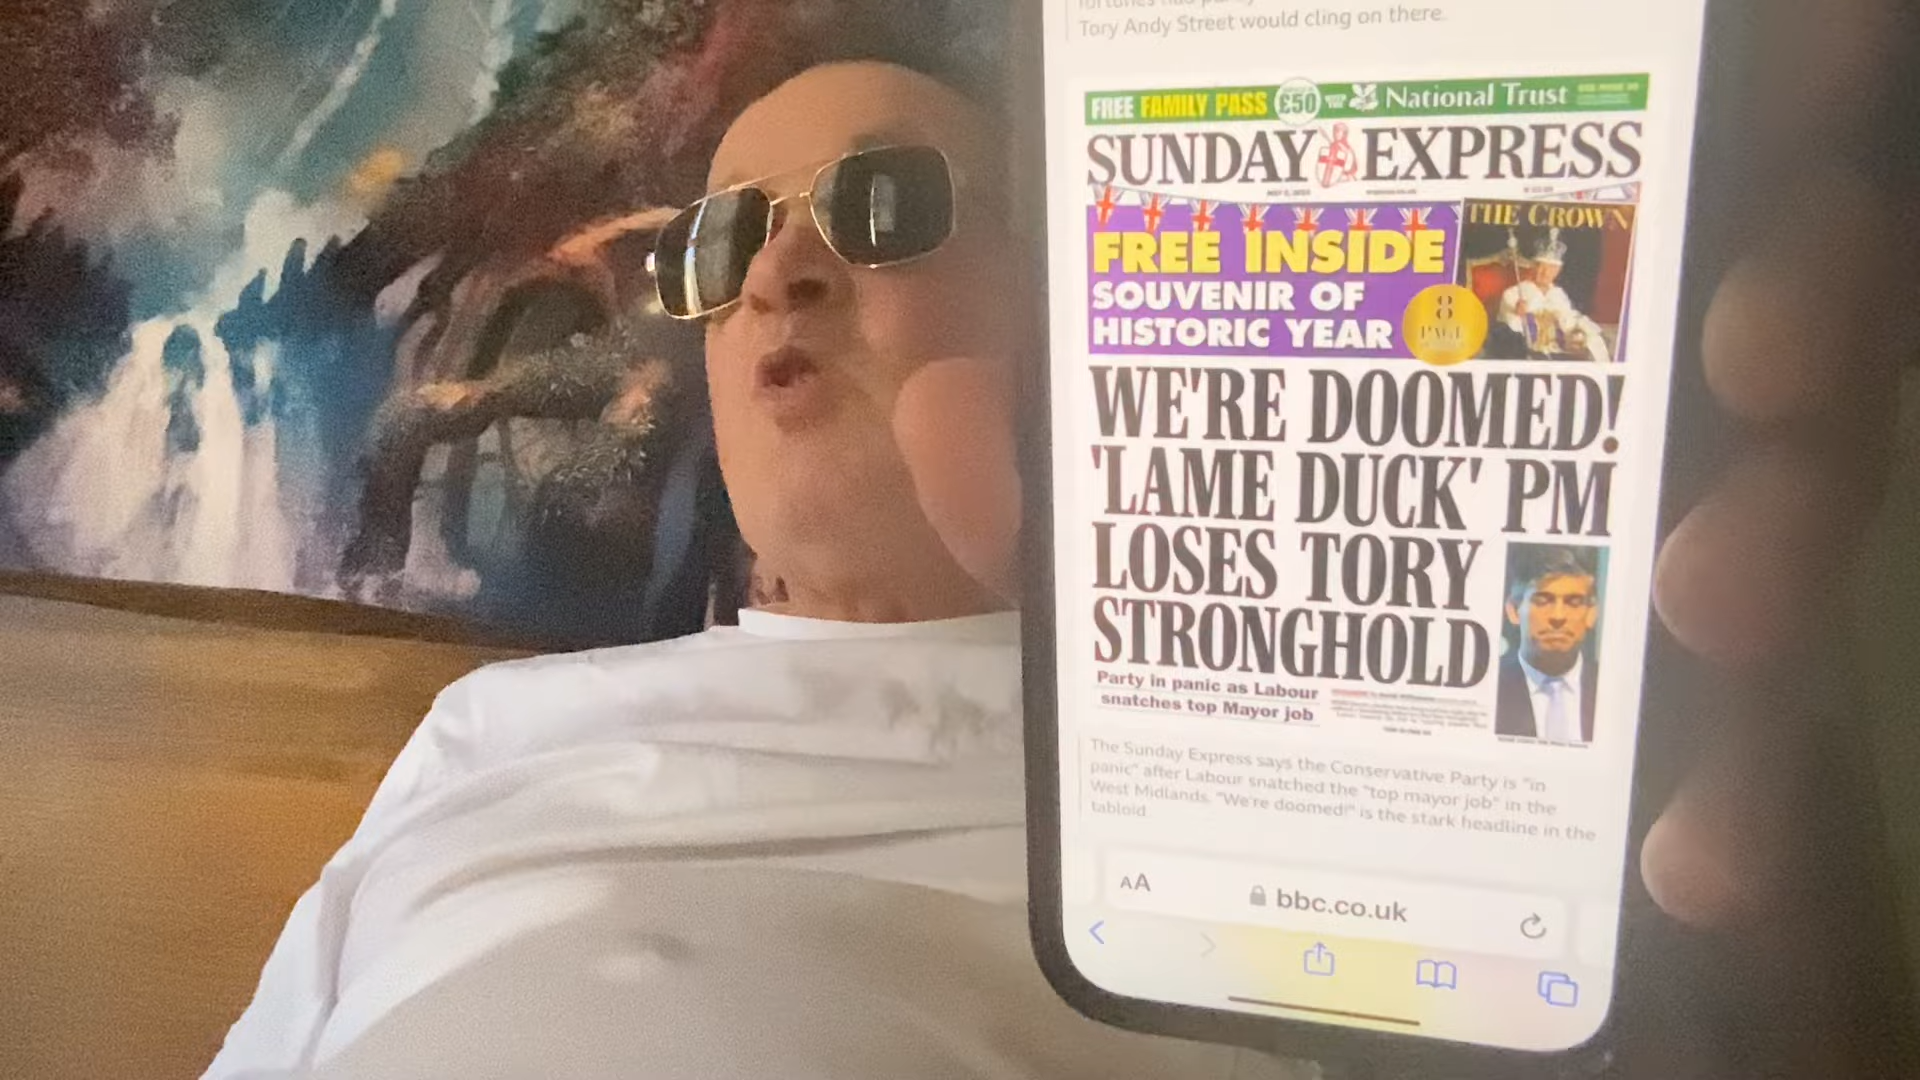 Tory Andy Street would cling on there.
FREE FAMILY PASS £50 National Trust
SUNDAY EXPRESS
THE CROWN
FREE INSIDE
SOUVENIR OF
HISTORIC YEAR
8
PAGE
WE'RE DOOMED!
'LAME DUCK' PM
LOSES TORY
STRONGHOLD
Party in panic as Labour
snatches top Mayor job
The Sunday Express says the Conservative Party is "in
panic" after Labour snatched the "top mayor job" in the
West Midlands. "We're doomed!" is the stark headline in the
tabloid
AA bbc.co.uk